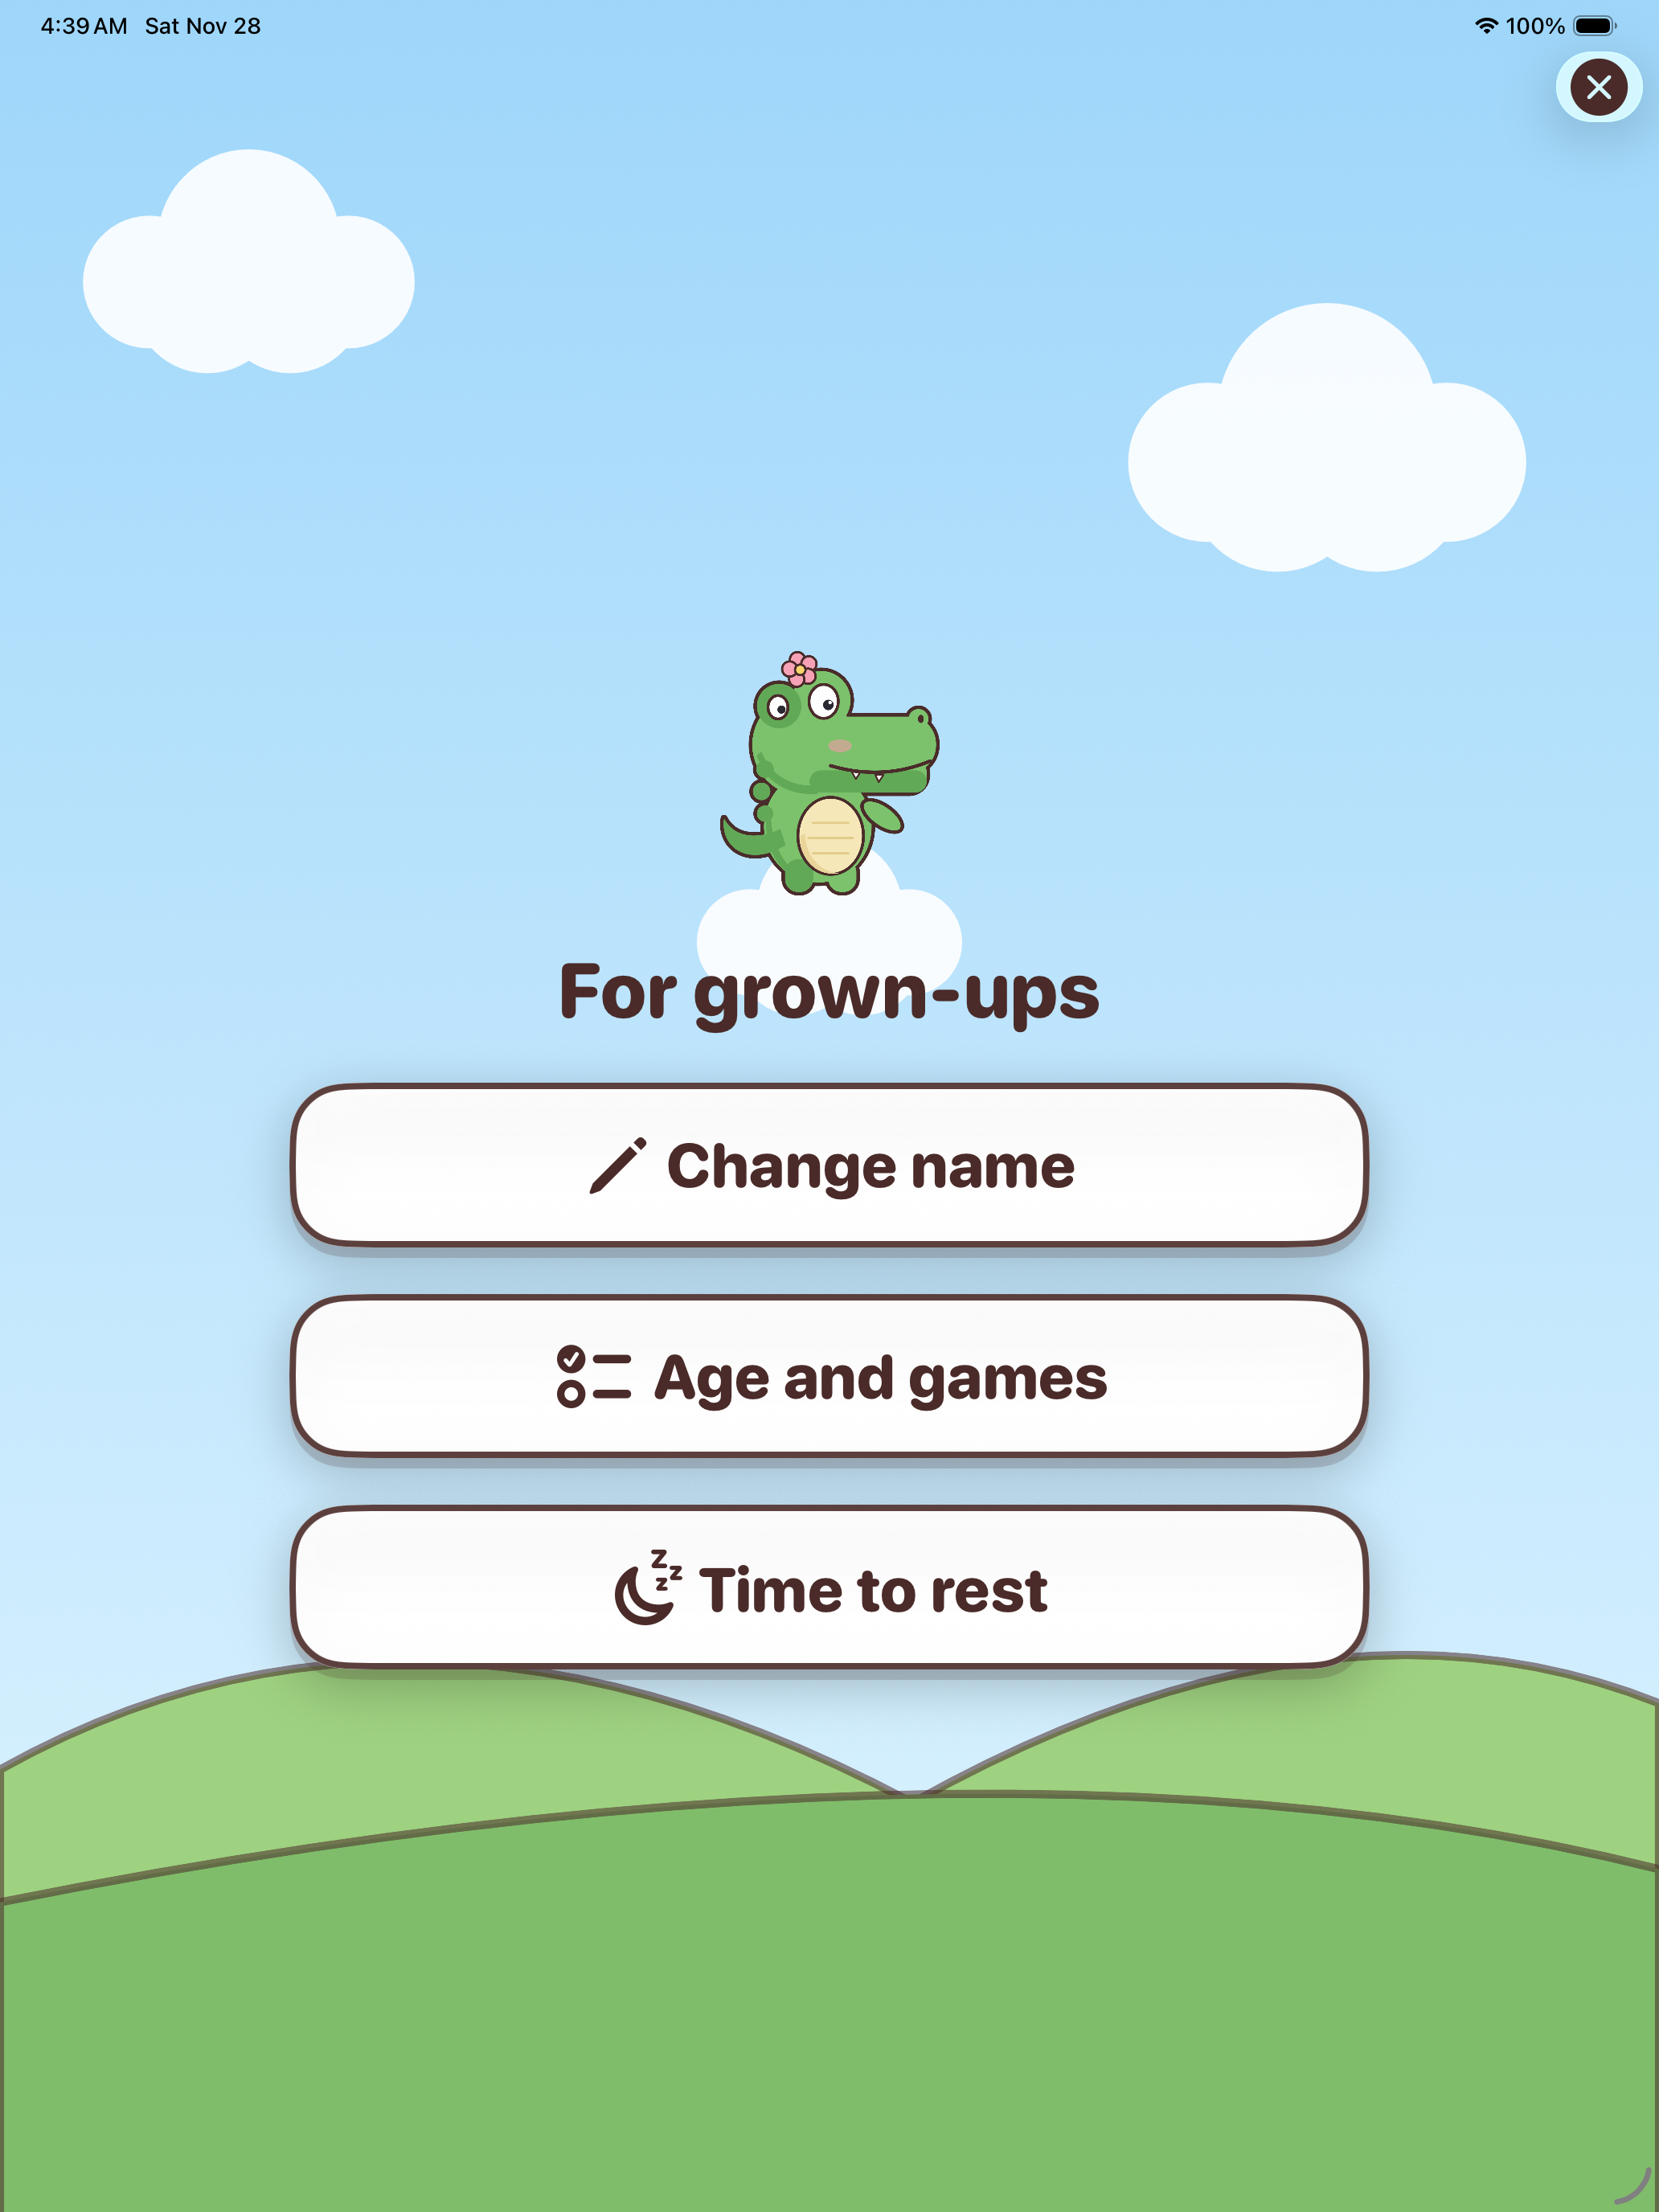 4:39 AM Sat Nov 28 100%
For grown-ups
Change name
Age and games
Time to rest